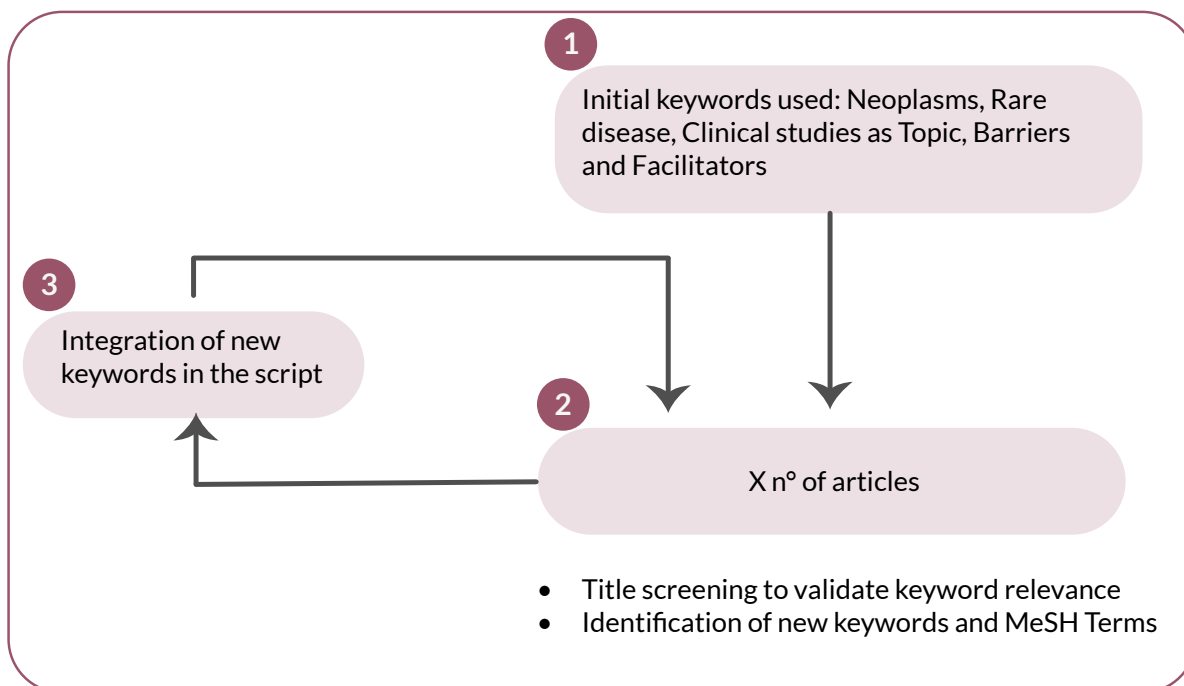 1
Initial keywords used: Neoplasms, Rare
disease, Clinical studies as Topic, Barriers
and Facilitators
3
Integration of new
keywords in the script
2
X n° of articles
• Title screening to validate keyword relevance
• Identification of new keywords and MeSH Terms